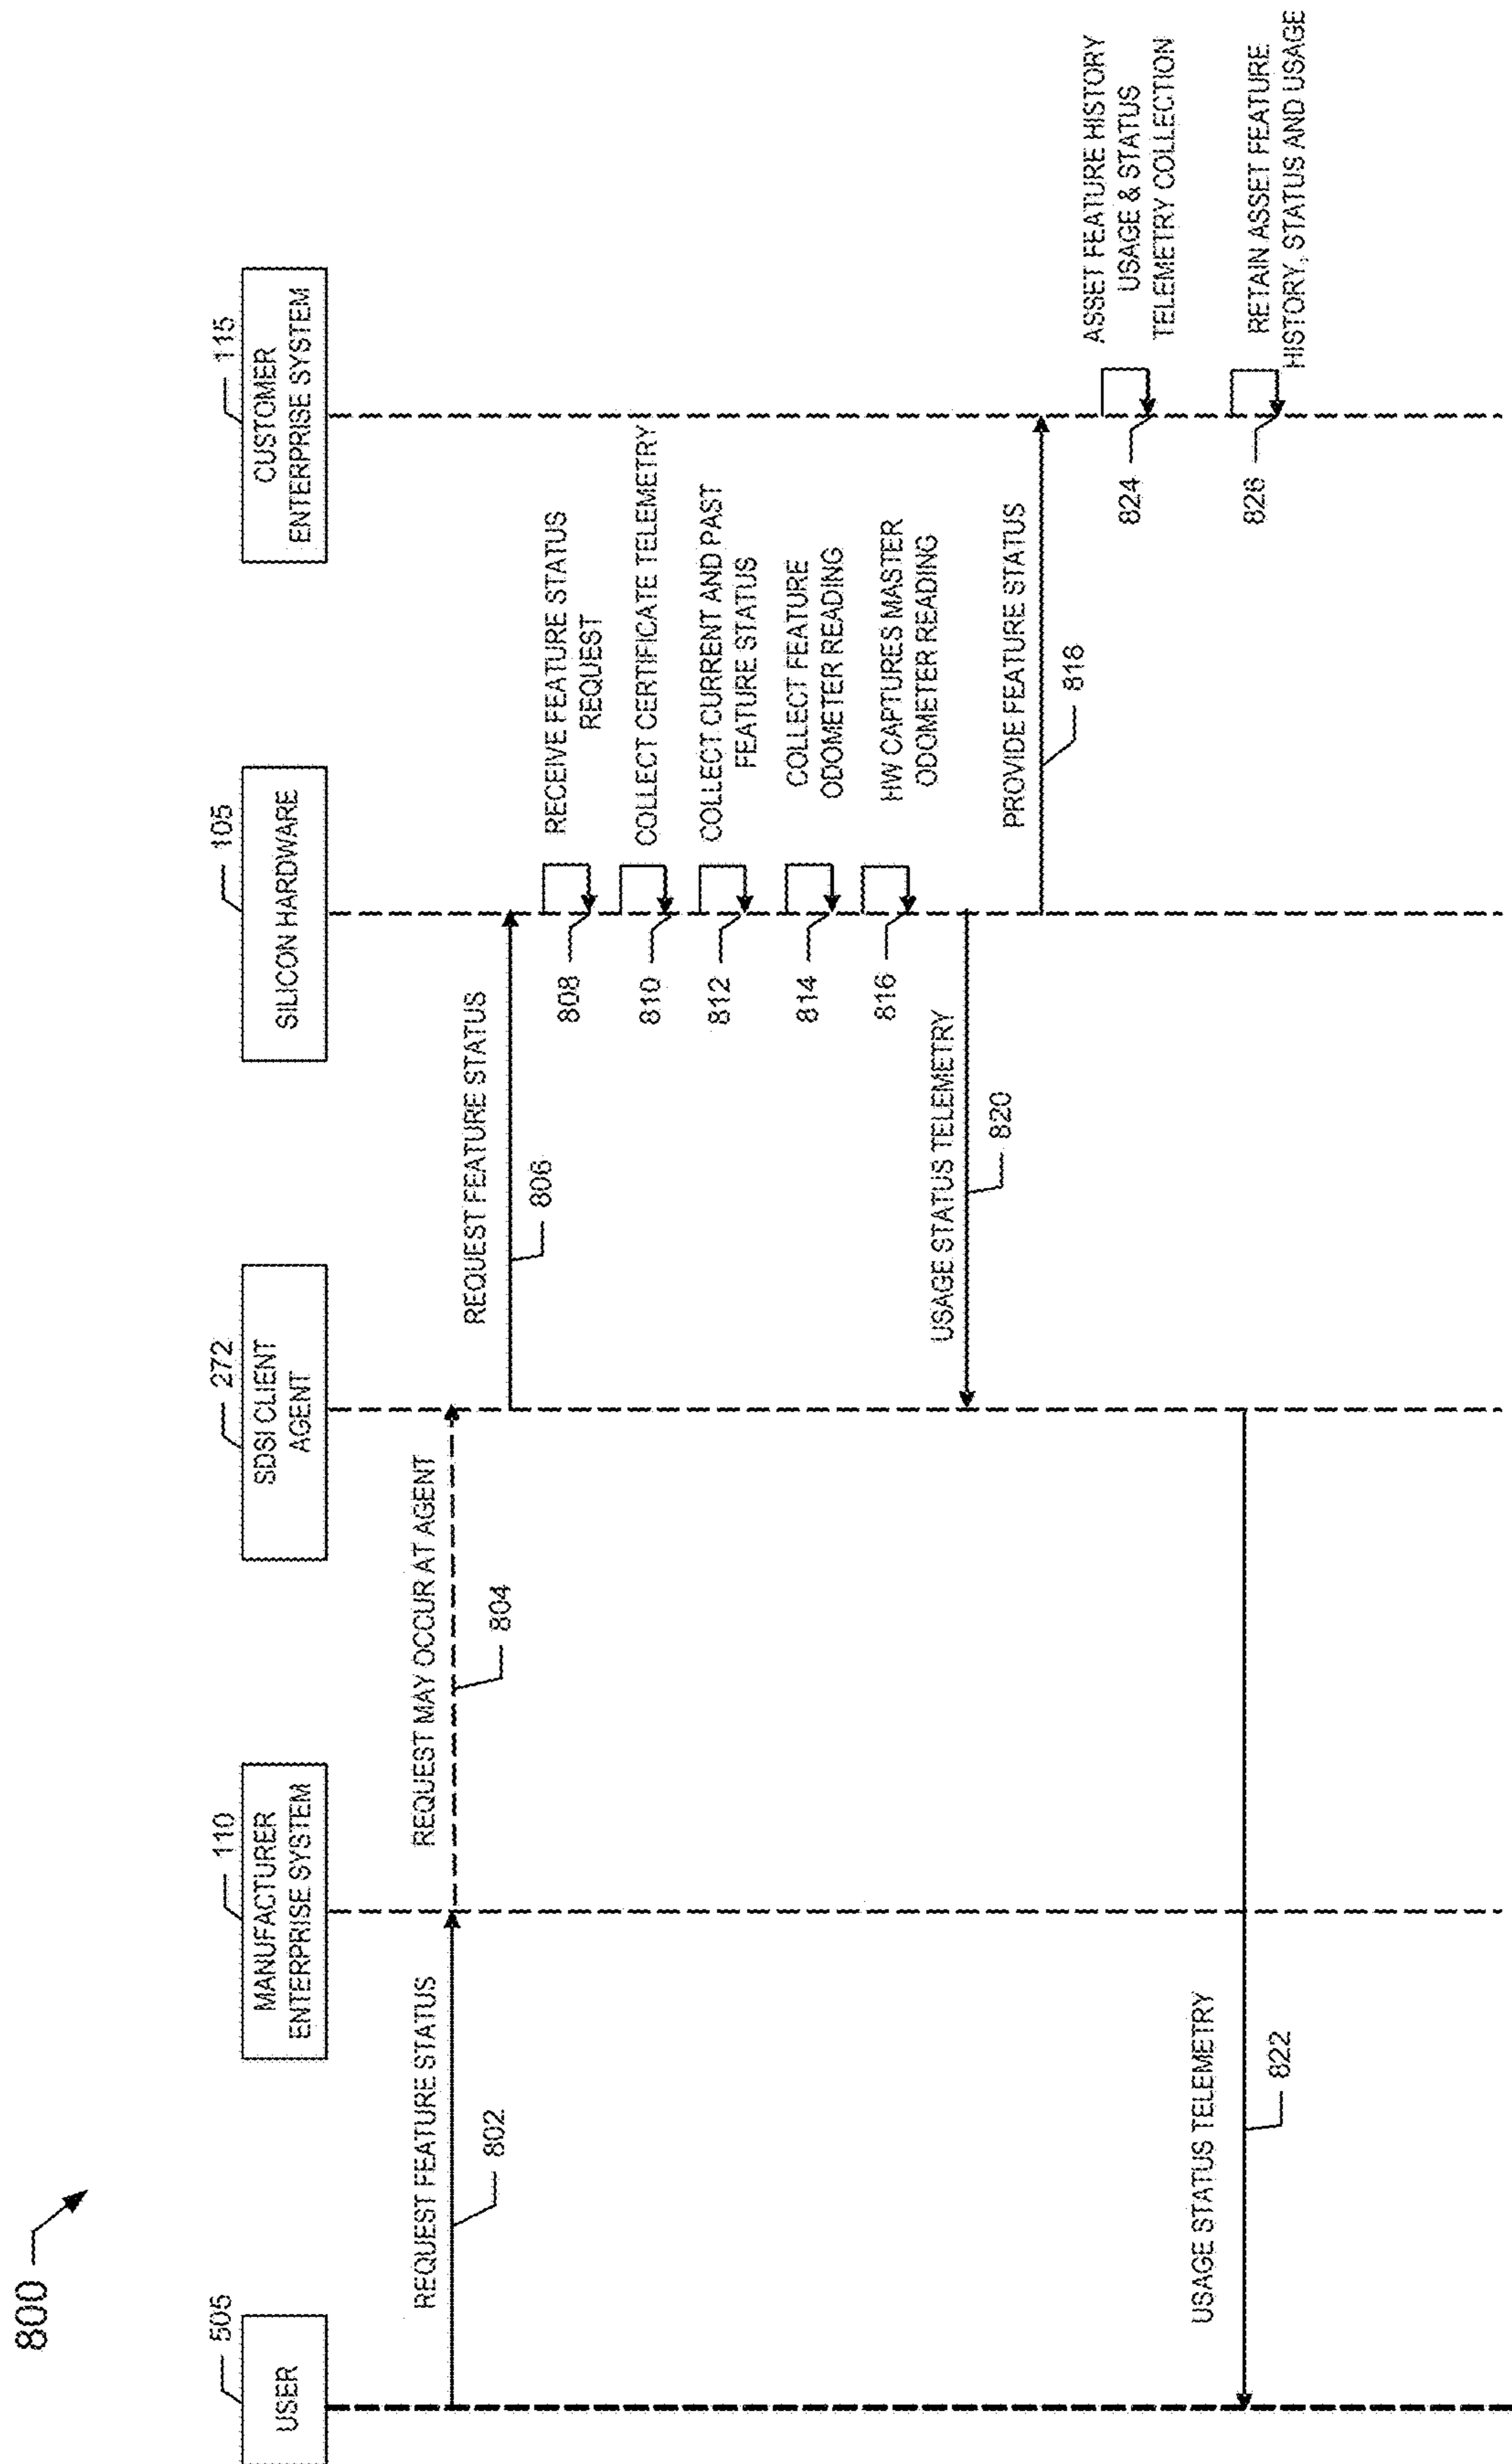 800
505
USER
110
MANUFACTURER
ENTERPRISE SYSTEM
272
SDSI CLIENT
AGENT
105
SILICON HARDWARE
115
CUSTOMER
ENTERPRISE SYSTEM
REQUEST FEATURE STATUS
802
REQUEST MAY OCCUR AT AGENT
804
REQUEST FEATURE STATUS
806
RECEIVE FEATURE STATUS
REQUEST
808
COLLECT CERTIFICATE TELEMETRY
810
COLLECT CURRENT AND PAST
FEATURE STATUS
812
COLLECT FEATURE
ODOMETER READING
814
HW CAPTURES MASTER
ODOMETER READING
816
USAGE STATUS TELEMETRY
820
PROVIDE FEATURE STATUS
818
ASSET FEATURE HISTORY
USAGE & STATUS
TELEMETRY COLLECTION
824
USAGE STATUS TELEMETRY
822
RETAIN ASSET FEATURE
HISTORY, STATUS AND USAGE
826